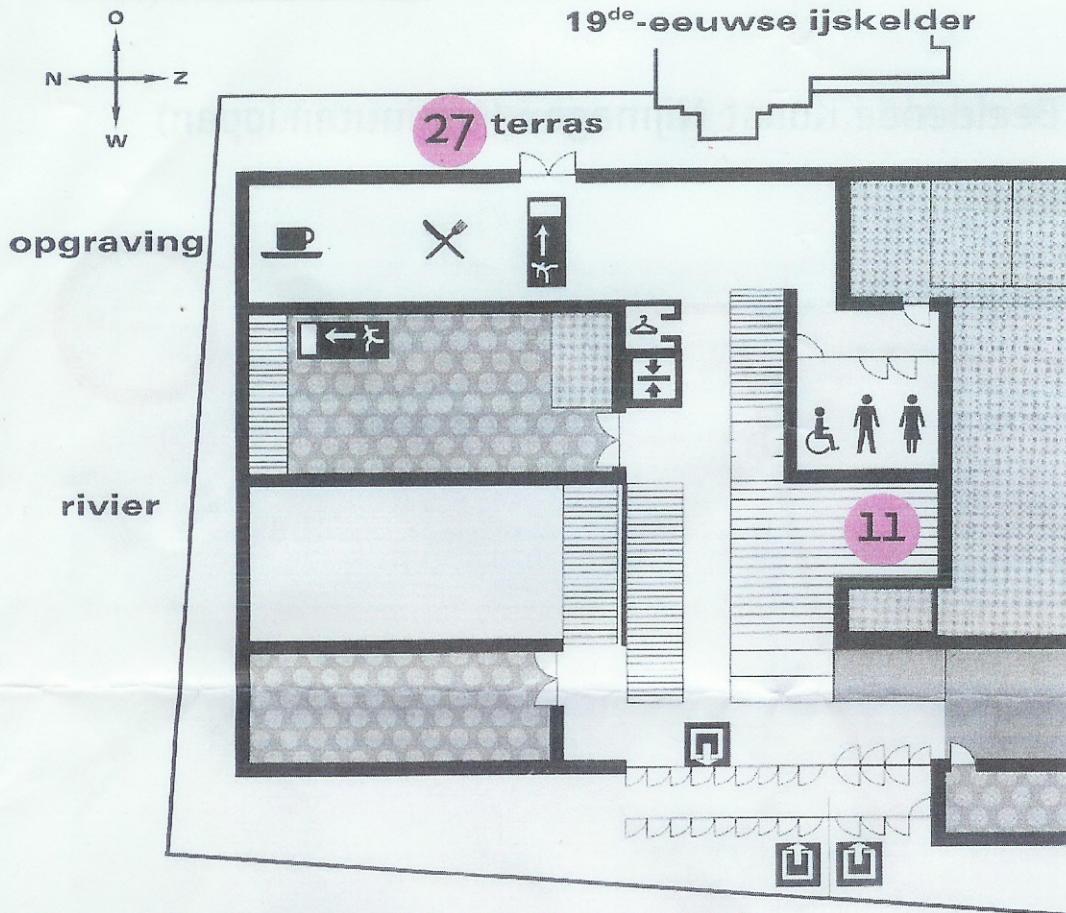 O
19de-eeuwse ijskelder
N Z
W
27 terras
opgraving
rivier
11